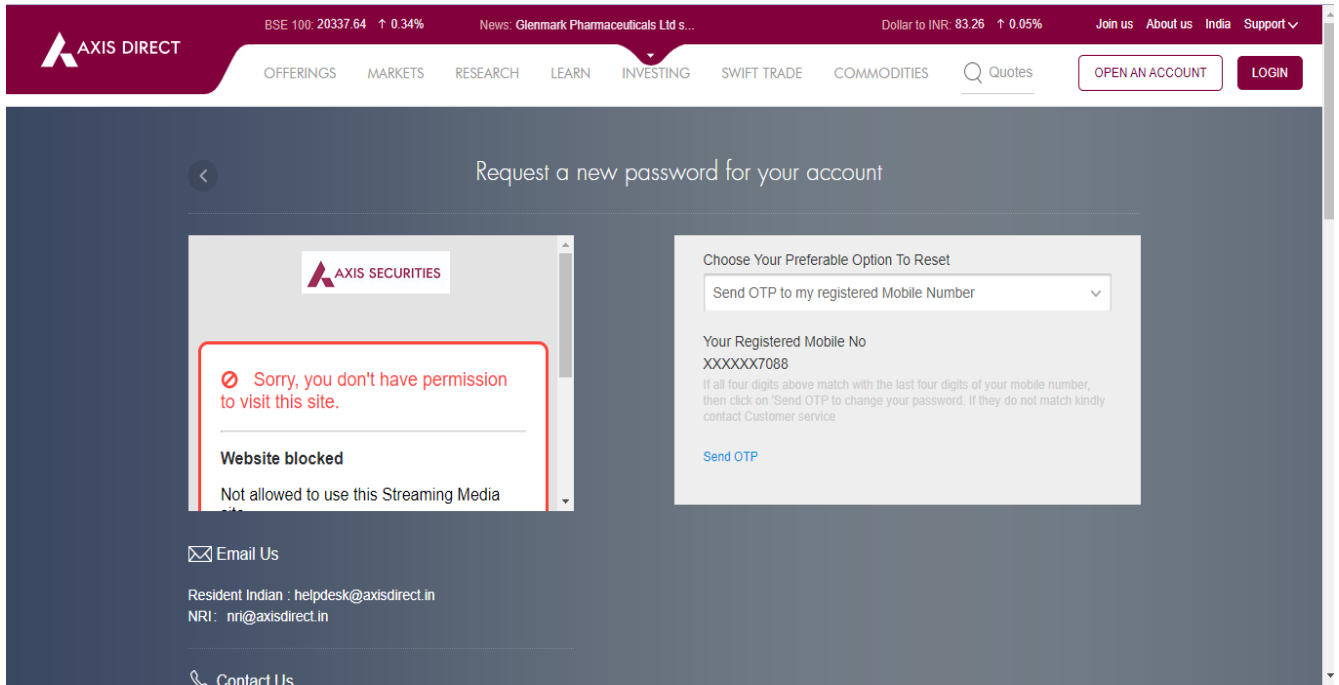 BSE 100: 20337.64 ↑ 0.34% News: Glenmark Pharmaceuticals Ltd s... Dollar to INR: 83.26 ↑ 0.05% Join us About us India Support
AXIS DIRECT
OFFERINGS MARKETS RESEARCH LEARN INVESTING SWIFT TRADE COMMODITIES Quotes OPEN AN ACCOUNT LOGIN
Request a new password for your account
AXIS SECURITIES
Sorry, you don't have permission
to visit this site.
Website blocked
Not allowed to use this Streaming Media
Choose Your Preferable Option To Reset
Send OTP to my registered Mobile Number
Your Registered Mobile No
XXXXXX7088
If all four digits above match with the last four digits of your mobile number,
then click on 'Send OTP to change your password. If they do not match kindly
contact Customer service
Send OTP
Email Us
Resident Indian : helpdesk@axisdirect.in
NRI: nri@axisdirect.in
Contact Us